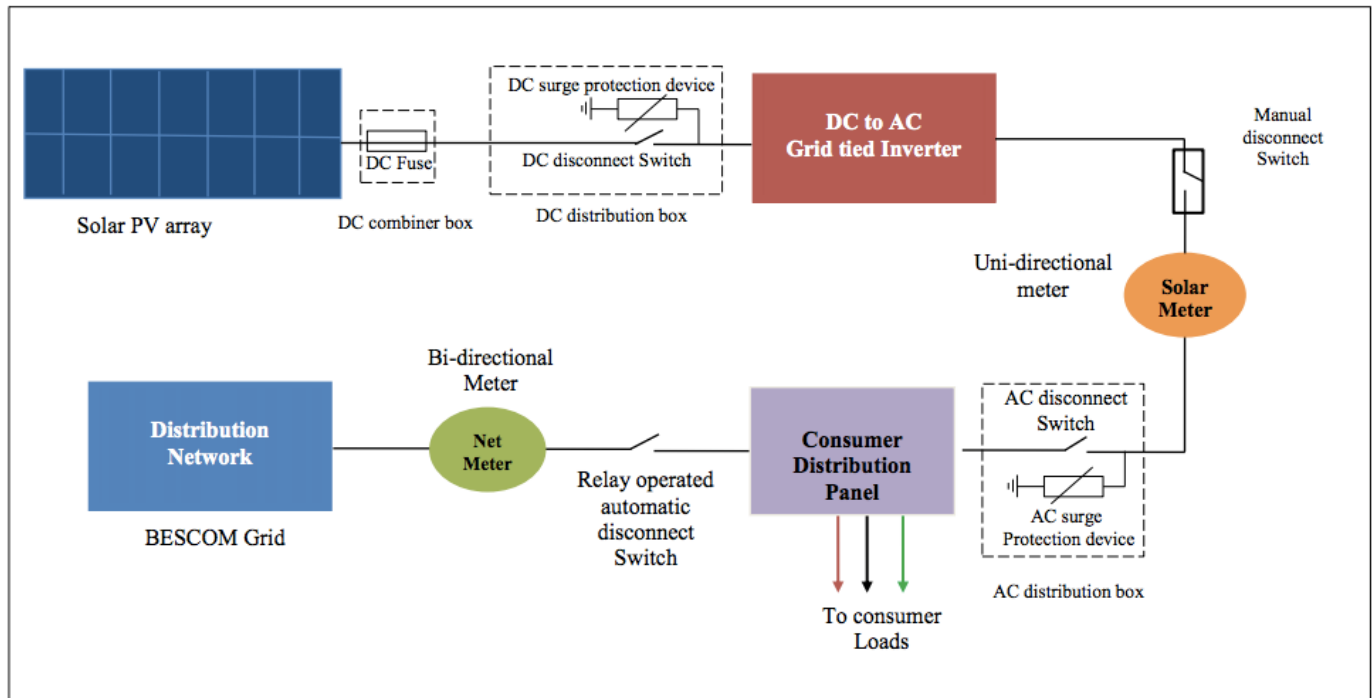 DC surge protection device
DC to AC
Grid tied Inverter
Manual
disconnect
Switch
DC Fuse
DC disconnect Switch
Solar PV array
DC combiner box
DC distribution box
Uni-directional
meter
Solar
Meter
Bi-directional
Meter
AC disconnect
Switch
Distribution
Network
Net
Meter
Consumer
Distribution
Panel
Relay operated
automatic
disconnect
Switch
AC surge
Protection device
BESCOM Grid
AC distribution box
To consumer
Loads